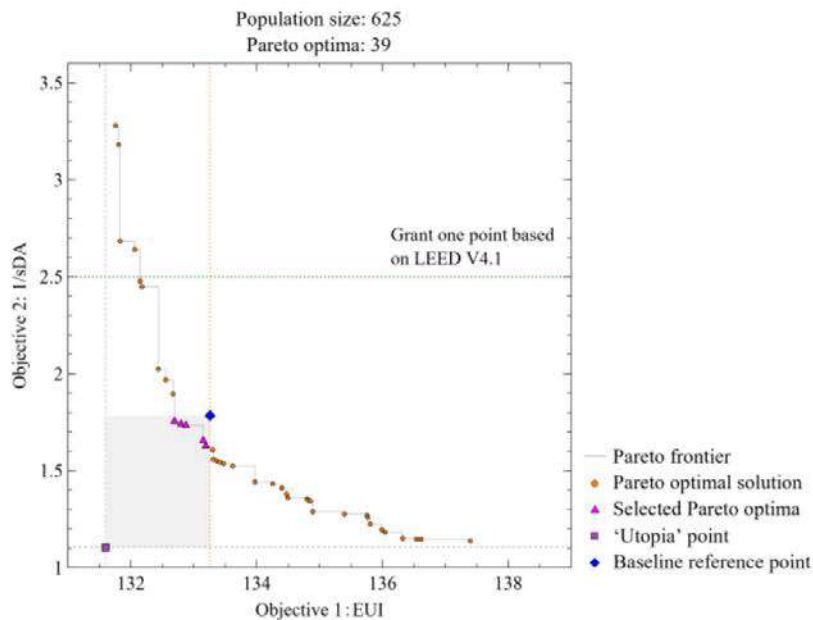 Population size: 625
Pareto optima: 39
3.5
3
2.5
2
1.5
1
Objective 2: 1/sDA
Grant one point based
on LEED V4.1
132
134
136
138
Objective 1:EUI
Pareto frontier
Pareto optimal solution
Selected Pareto optima
‘Utopia’ point
Baseline reference point